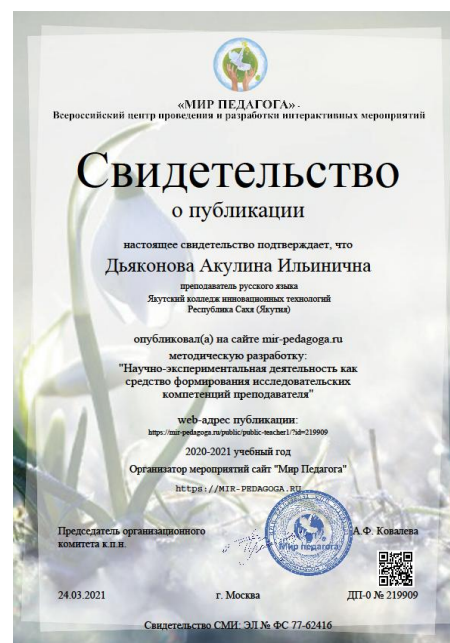 «МИР ПЕДАГОГА» -
Всероссийский центр проведения и разработки интерактивных мероприятий
Свидетельство
о публикации
настоящее свидетельство подтверждает, что
Дьяконова Акулина Ильинична
преподаватель русского языка
Якутский колледж инновационных технологий
Республика Саха (Якутия)
опубликовал(а) на сайте mir-pedagoga.ru
методическую разработку:
"Научно-экспериментальная деятельность как
средство формирования исследовательских
компетенций преподавателя"
web-адрес публикации:
https://mir-pedagoga.ru/public/public-teacher1/?id=219909
2020-2021 учебный год
Организатор мероприятий сайт "Мир Педагога"
https://MIR-PEDAGOGA.RU
Председатель организационного
комитета к.п.н.
Мир педагога
А.Ф. Ковалева
24.03.2021
г. Москва
ДП-0 № 219909
Свидетельство СМИ: ЭЛ № ФС 77-62416